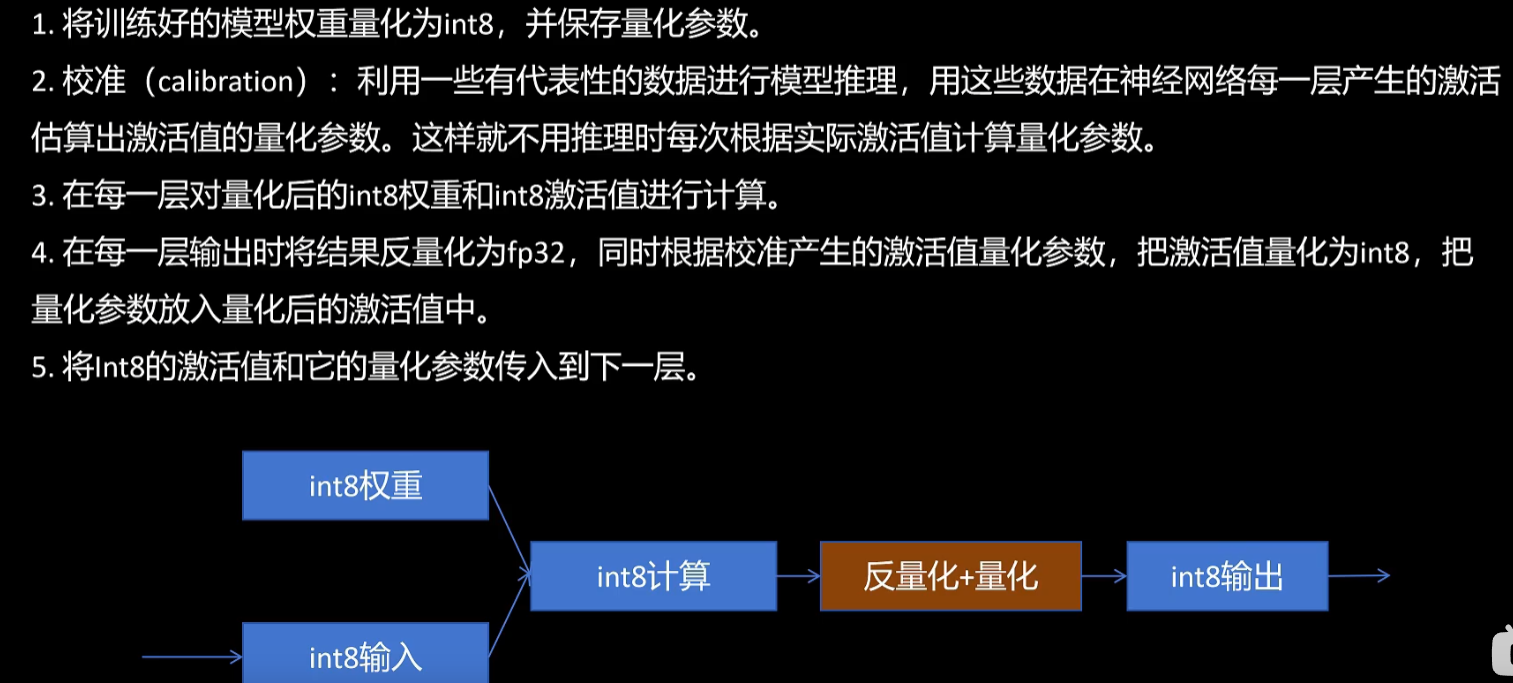 1. 将训练好的模型权重量化为int8，并保存量化参数。
2. 校准（calibration）：利用一些有代表性的数据进行模型推理，用这些数据在神经网络每一层产生的激活
估算出激活值的量化参数。这样就不用推理时每次根据实际激活值计算量化参数。
3. 在每一层对量化后的int8权重和int8激活值进行计算。
4. 在每一层输出时将结果反量化为fp32，同时根据校准产生的激活值量化参数，把激活值量化为int8，把
量化参数放入量化后的激活值中。
5. 将Int8的激活值和它的量化参数传入到下一层。
int8权重
int8计算
反量化+量化
int8输出
int8输入